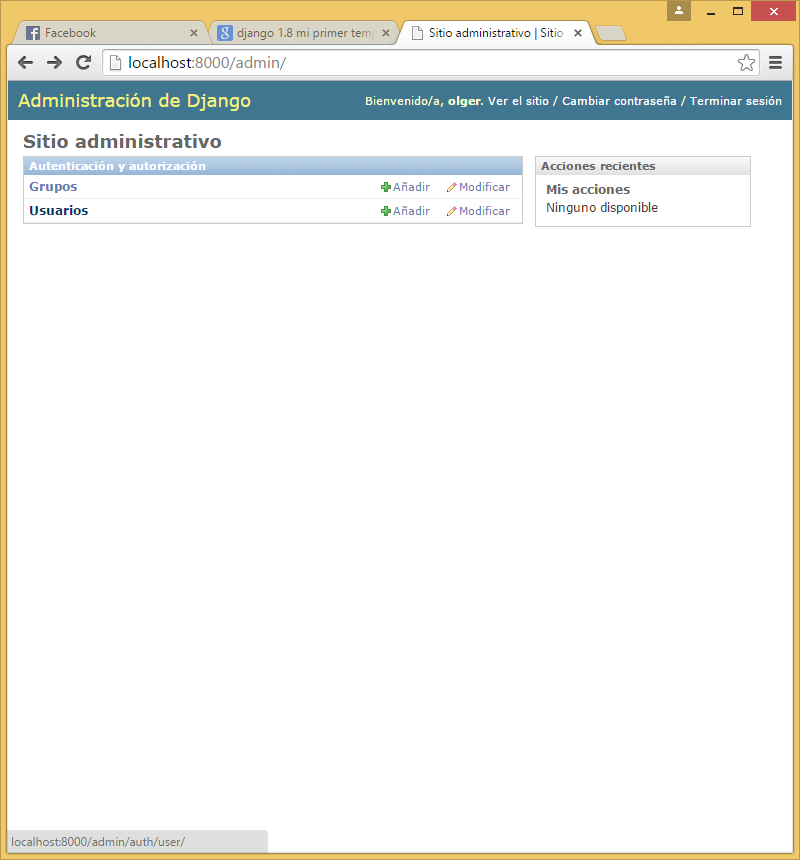 Facebook
django 1.8 mi primer
Sitio administrativo | Sitio
localhost:8000/admin/
Administración de Django
Bienvenido/a, olger. Ver el sitio / Cambiar contraseña / Terminar sesión
Sitio administrativo
Autenticación y autorización
Grupos Añadir Modificar
Usuarios Añadir Modificar
Acciones recientes
Mis acciones
Ninguno disponible
localhost:8000/admin/auth/user/